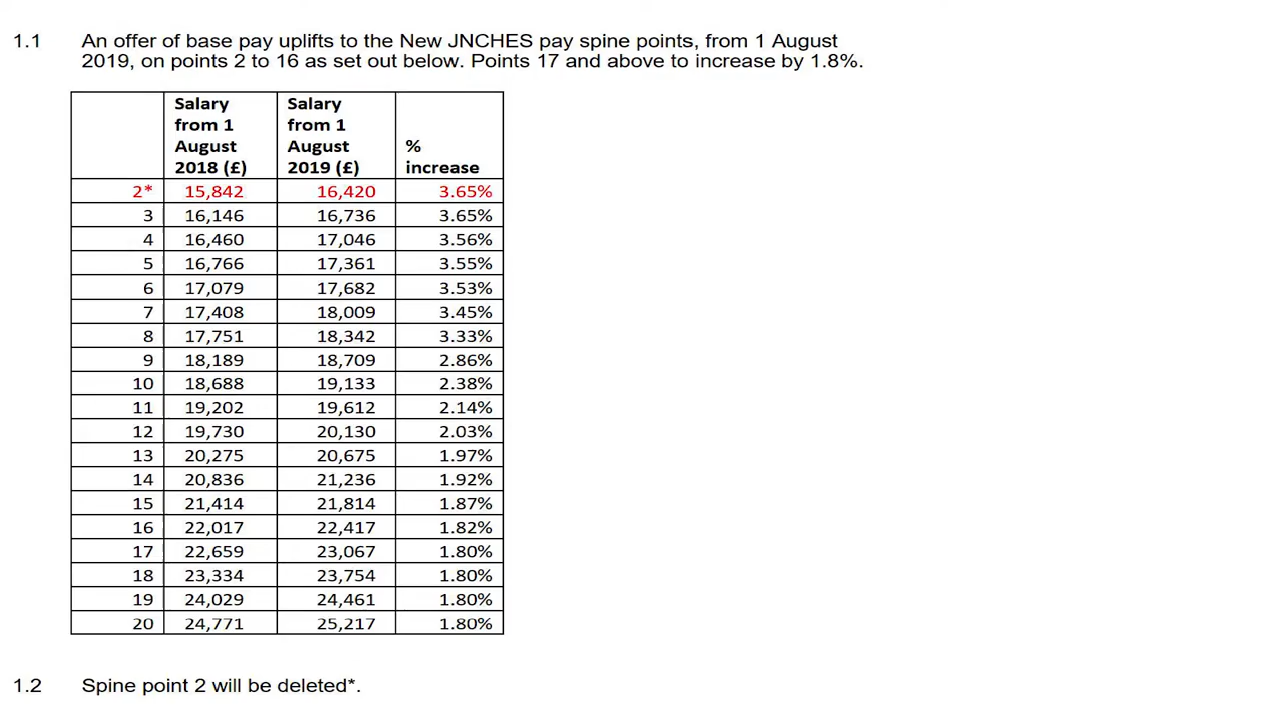 1.1 An offer of base pay uplifts to the New JNCHES pay spine points, from 1 August
2019, on points 2 to 16 as set out below. Points 17 and above to increase by 1.8%.
Salary from 1 August 2018 (£) Salary from 1 August 2019 (£) % increase
2* 15,842 16,420 3.65%
3 16,146 16,736 3.65%
4 16,460 17,046 3.56%
5 16,766 17,361 3.55%
6 17,079 17,682 3.53%
7 17,408 18,009 3.45%
8 17,751 18,342 3.33%
9 18,189 18,709 2.86%
10 18,688 19,133 2.38%
11 19,202 19,612 2.14%
12 19,730 20,130 2.03%
13 20,275 20,675 1.97%
14 20,836 21,236 1.92%
15 21,414 21,814 1.87%
16 22,017 22,417 1.82%
17 22,659 23,067 1.80%
18 23,334 23,754 1.80%
19 24,029 24,461 1.80%
20 24,771 25,217 1.80%
1.2 Spine point 2 will be deleted*.